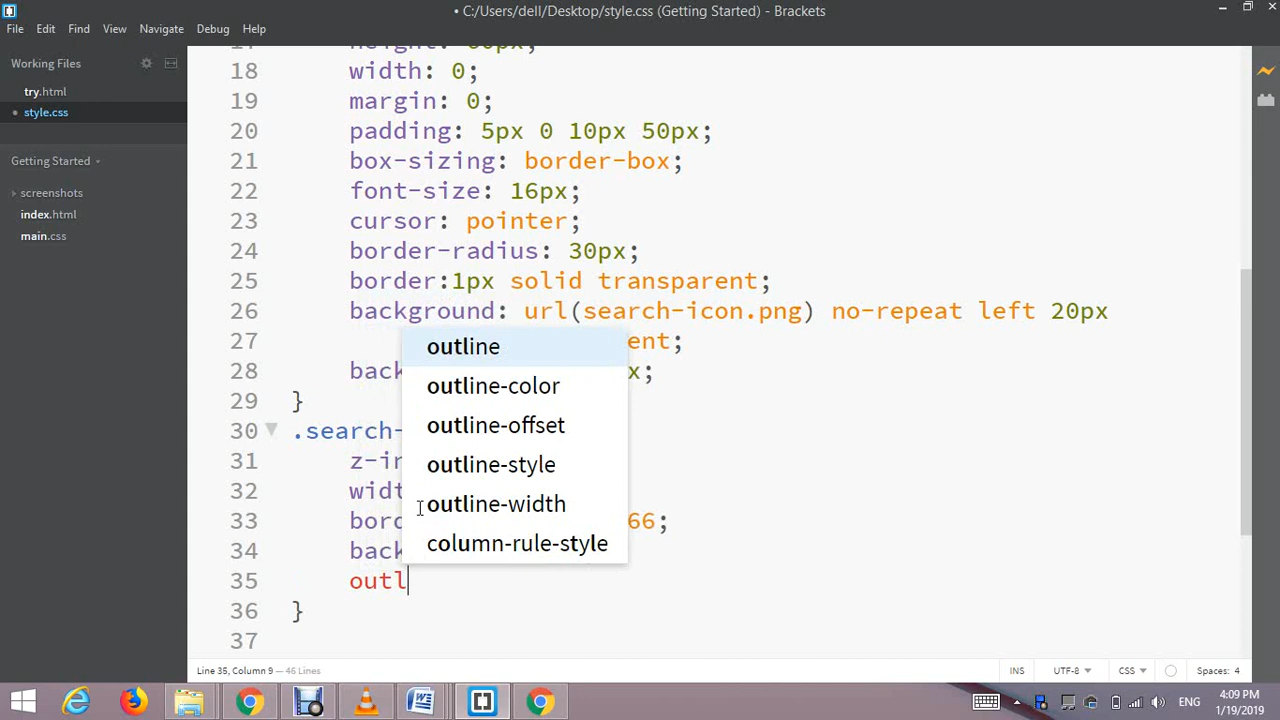 • C:/Users/dell/Desktop/style.css (Getting Started) - Brackets
File Edit Find View Navigate Debug Help
Working Files
try.html
• style.css
Getting Started
screenshots
index.html
main.css
18 width: 0;
19 margin: 0;
20 padding: 5px 0 10px 50px;
21 box-sizing: border-box;
22 font-size: 16px;
23 cursor: pointer;
24 border-radius: 30px;
25 border:1px solid transparent;
26 background: url(search-icon.png) no-repeat left 20px
27 ent;
28 back x;
29 }
30 .search-
31 z-in
32 widt
33 bord 66;
34 back
35 outl
36 }
37
outline
outline-color
outline-offset
outline-style
outline-width
column-rule-style
Line 35, Column 9 — 46 Lines
INS UTF-8 CSS Spaces: 4
ENG
4:09 PM
1/19/2019